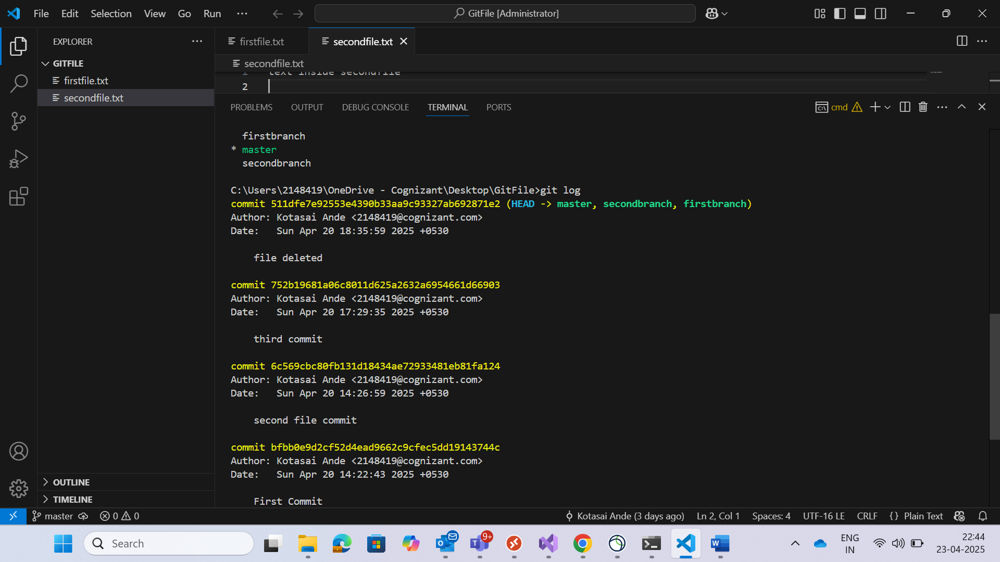 File Edit Selection View Go Run
GitFile [Administrator]
EXPLORER
GITFILE
firstfile.txt
secondfile.txt
OUTLINE
TIMELINE
firstfile.txt
secondfile.txt
secondfile.txt
1 text inside secondfile
2
PROBLEMS OUTPUT DEBUG CONSOLE TERMINAL PORTS
cmd
firstbranch
* master
secondbranch
C:\Users\2148419\OneDrive - Cognizant\Desktop\GitFile>git log
commit 511dfe7e92553e4390b33aa9c93327ab692871e2 (HEAD -> master, secondbranch, firstbranch)
Author: Kotasai Ande <2148419@cognizant.com>
Date:   Sun Apr 20 18:35:59 2025 +0530
file deleted
commit 752b19681a06c8011d625a2632a6954661d66903
Author: Kotasai Ande <2148419@cognizant.com>
Date:   Sun Apr 20 17:29:35 2025 +0530
third commit
commit 6c569cbc80fb131d18434ae72933481eb81fa124
Author: Kotasai Ande <2148419@cognizant.com>
Date:   Sun Apr 20 14:26:59 2025 +0530
second file commit
commit bfbb0e9d2cf52d4ead9662c9cfec5dd19143744c
Author: Kotasai Ande <2148419@cognizant.com>
Date:   Sun Apr 20 14:22:43 2025 +0530
First Commit
master 0 0 Kotasai Ande (3 days ago) Ln 2, Col 1 Spaces: 4 UTF-16 LE CRLF {} Plain Text
Search
9+
ENG
IN
22:44
23-04-2025